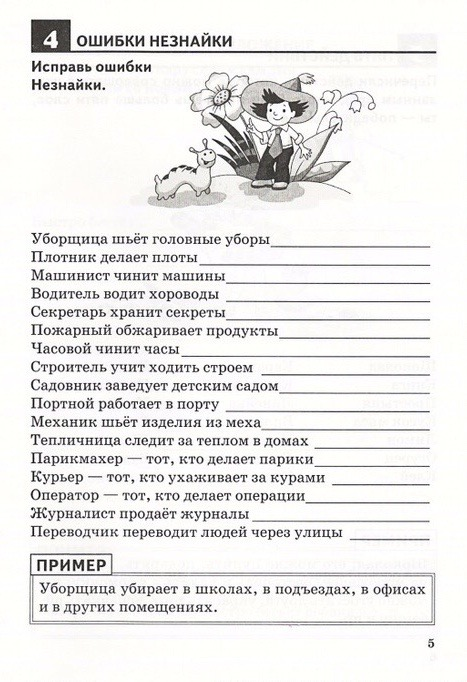 4 ОШИБКИ НЕЗНАЙКИ
Исправь ошибки
Незнайки.
Уборщица шьёт головные уборы
Плотник делает плоты
Машинист чинит машины
Водитель водит хороводы
Секретарь хранит секреты
Пожарный обжаривает продукты
Часовой чинит часы
Строитель учит ходить строем
Садовник заведует детским садом
Портной работает в порту
Механик шьёт изделия из меха
Тепличница следит за теплом в домах
Парикмахер — тот, кто делает парики
Курьер — тот, кто ухаживает за курами
Оператор — тот, кто делает операции
Журналист продаёт журналы
Переводчик переводит людей через улицы
ПРИМЕР
Уборщица убирает в школах, в подъездах, в офисах
и в других помещениях.
5